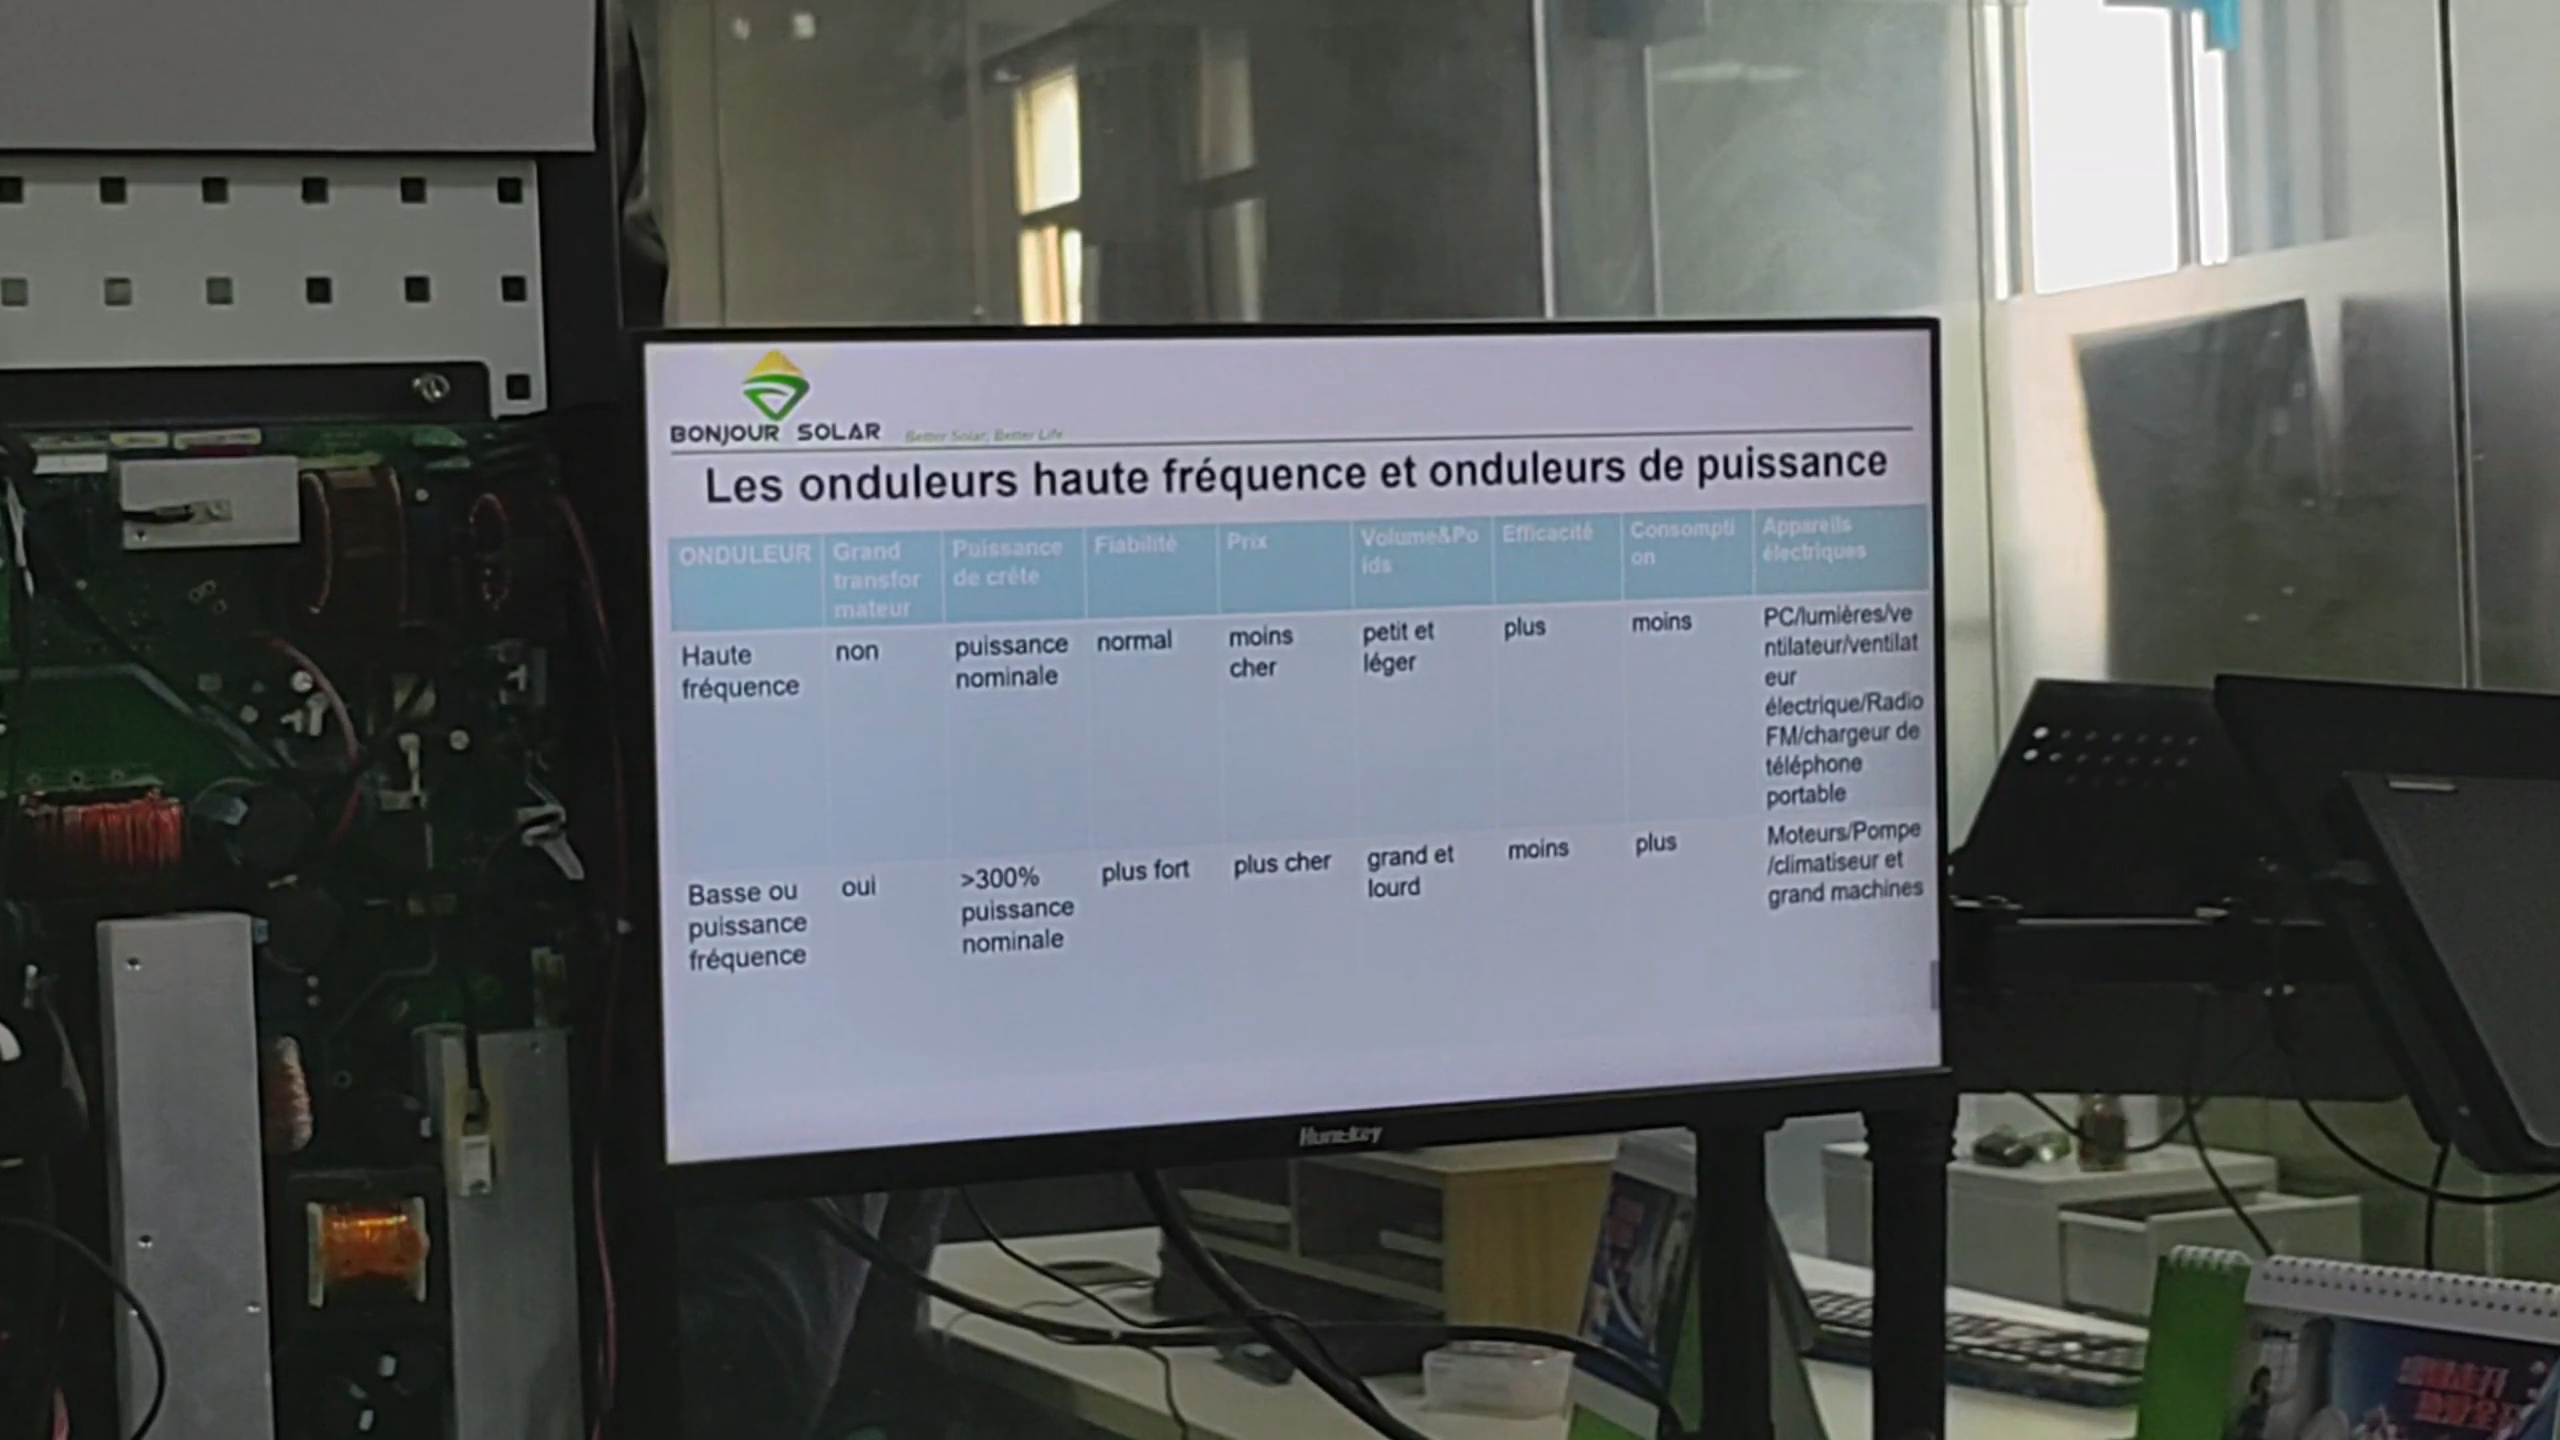 BONJOUR SOLAR
Better Solar, Better Life
Les onduleurs haute fréquence et onduleurs de puissance
ONDULEUR
Grand
transfor
mateur
Puissance
de crête
Fiabilité
Prix
Volume&Po
ids
Efficacité
Consompti
on
Appareils
électriques
Haute
fréquence
non
puissance
nominale
normal
moins
cher
petit et
léger
plus
moins
PC/lumières/ve
ntilateur/ventilat
eur
électrique/Radio
FM/chargeur de
téléphone
portable
Basse ou
puissance
fréquence
oui
>300%
puissance
nominale
plus fort
plus cher
grand et
lourd
moins
plus
Moteurs/Pompe
/climatiseur et
grand machines
Huntkey